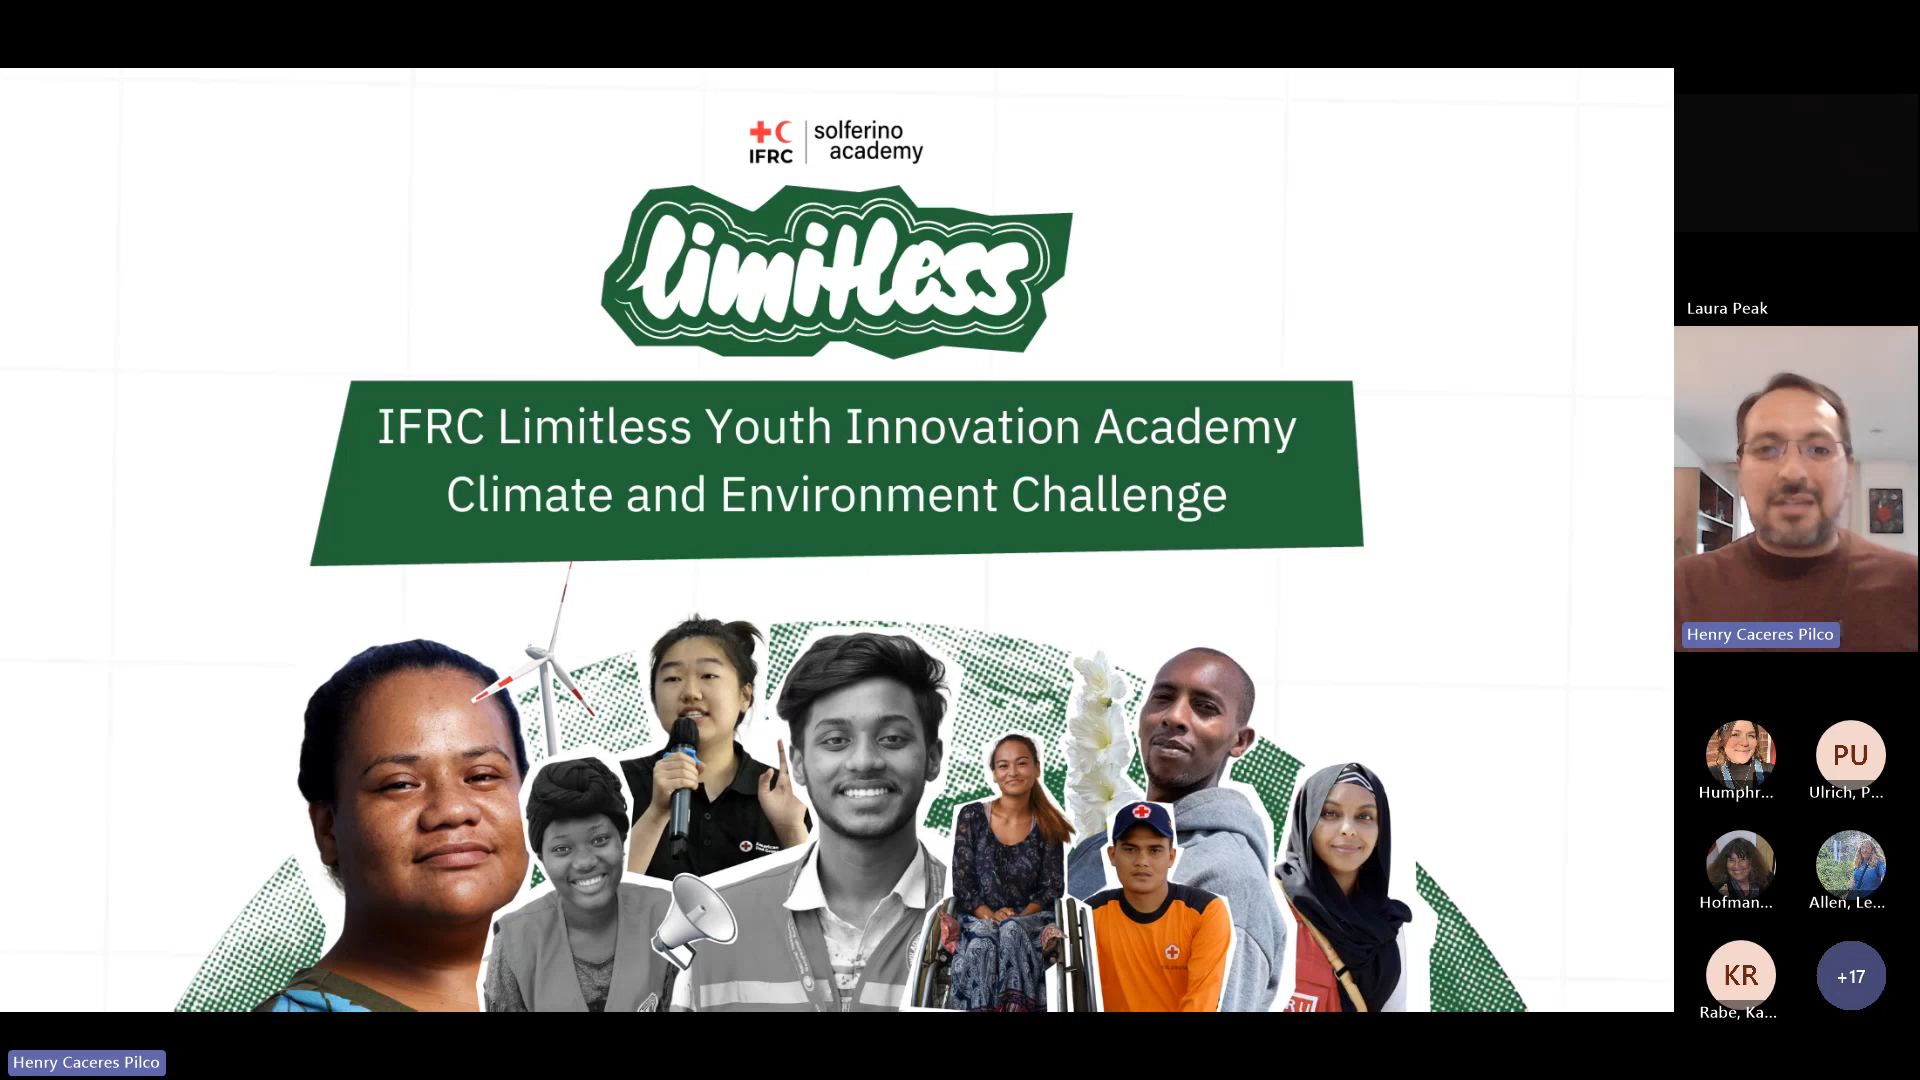 IFRC
solferino
academy
limitless
IFRC Limitless Youth Innovation Academy
Climate and Environment Challenge
American
Laura Peak
Henry Caceres Pilco
Humphr...
PU
Ulrich, P...
Hofman...
Allen, Le...
KR
Rabe, Ka...
+17
Henry Caceres Pilco